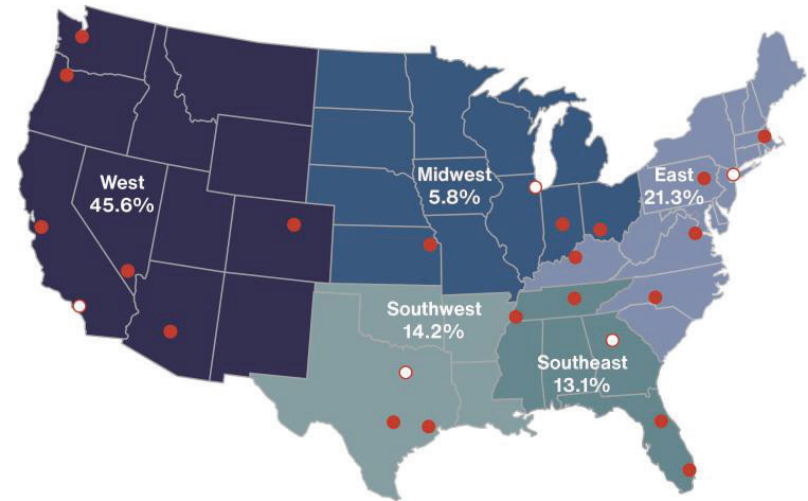 West
45.6%
Midwest
5.8%
East
21.3%
Southwest
14.2%
Southeast
13.1%